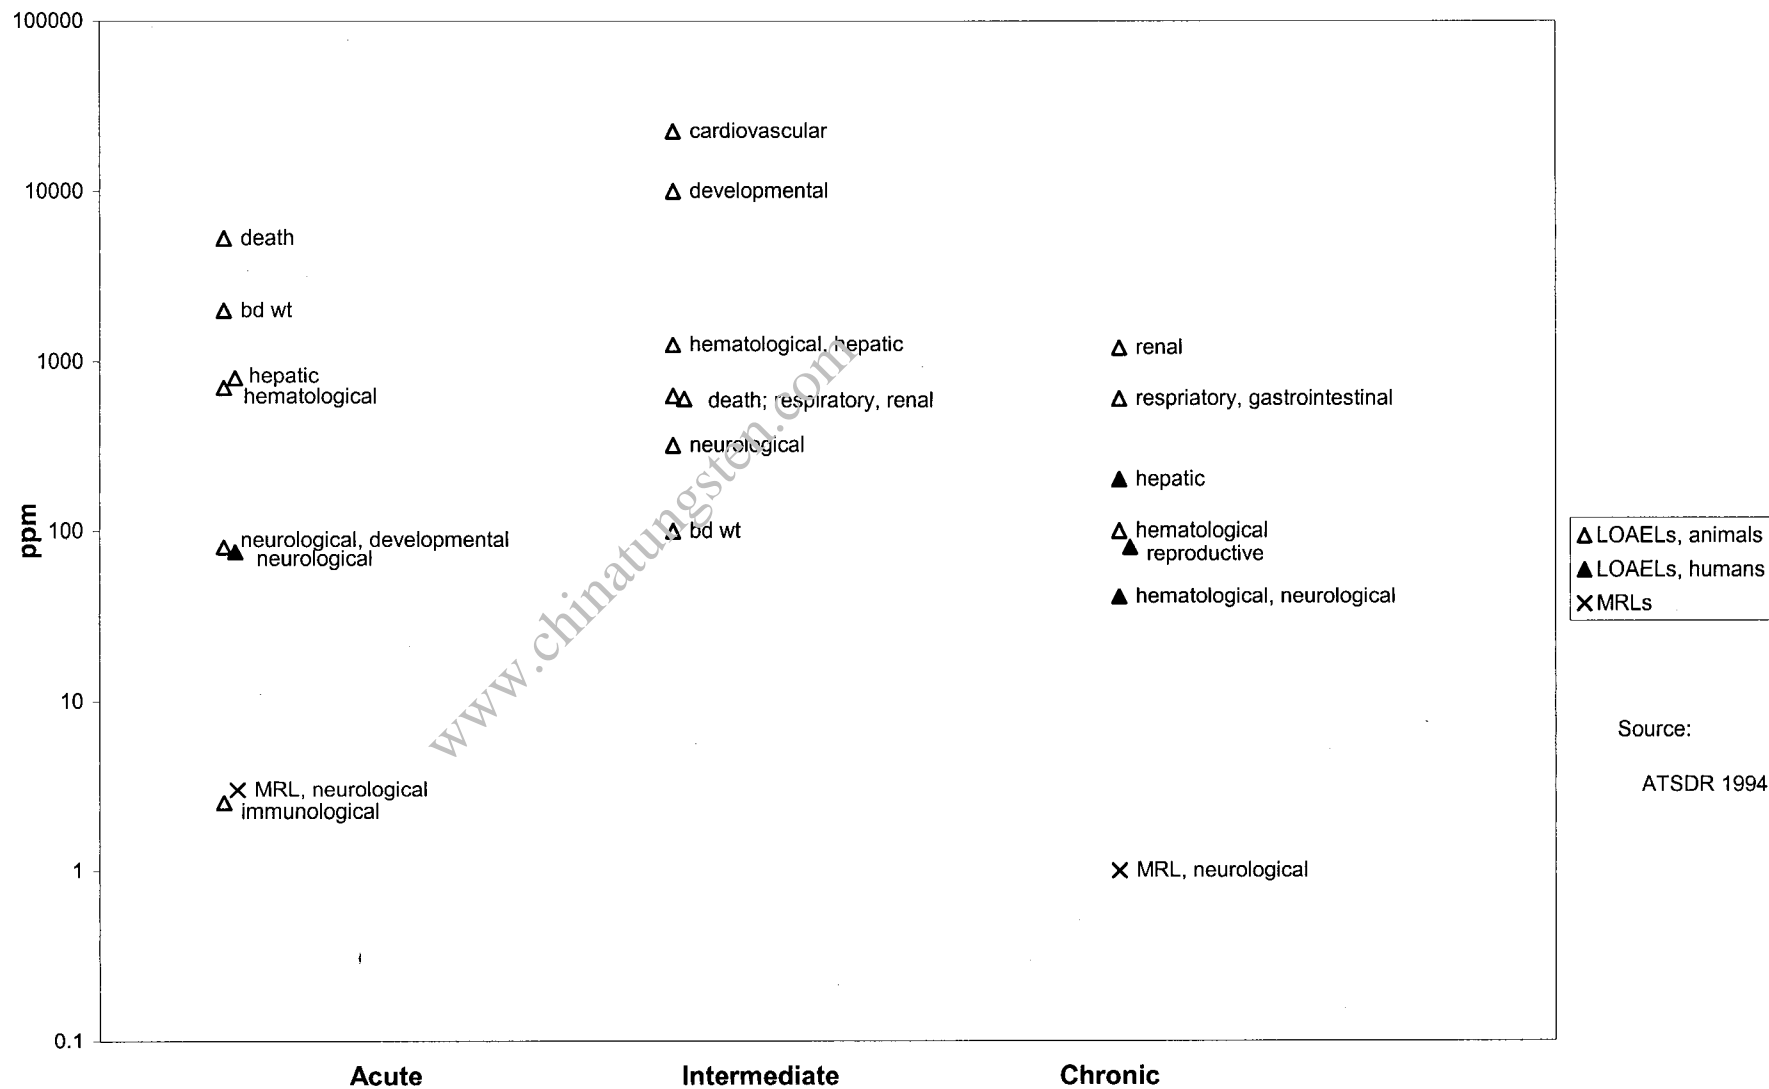 100000
10000
1000
100
10
1
0.1
ppm
death
bd wt
hepatic
hematological
neurological, developmental
neurological
MRL, neurological
immunological
cardiovascular
developmental
hematological, hepatic
death; respiratory, renal
neurological
bd wt
renal
respriatory, gastrointestinal
hepatic
hematological
reproductive
hematological, neurological
MRL, neurological
Acute
Intermediate
Chronic
LOAELs, animals
LOAELs, humans
MRLs
Source:
ATSDR 1994
www.chinatungsten.com